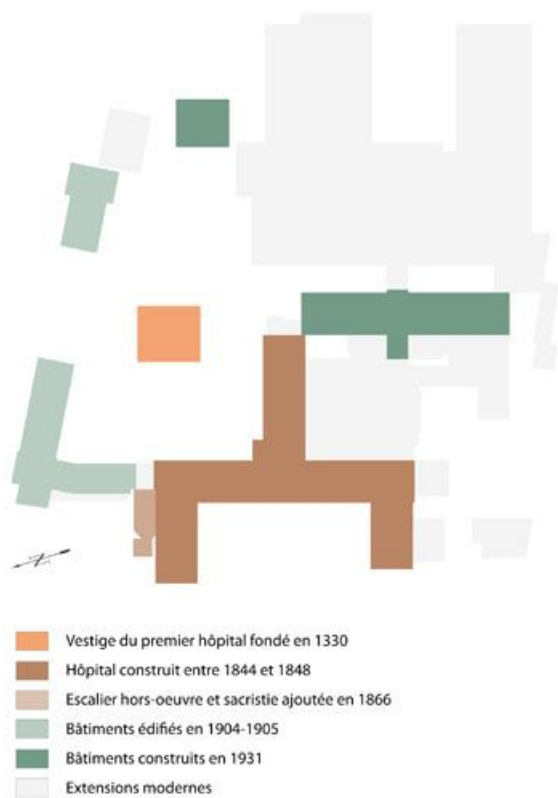 Vestige du premier hôpital fondé en 1330
Hôpital construit entre 1844 et 1848
Escalier hors-oeuvre et sacristie ajoutée en 1866
Bâtiments édifiés en 1904-1905
Bâtiments construits en 1931
Extensions modernes